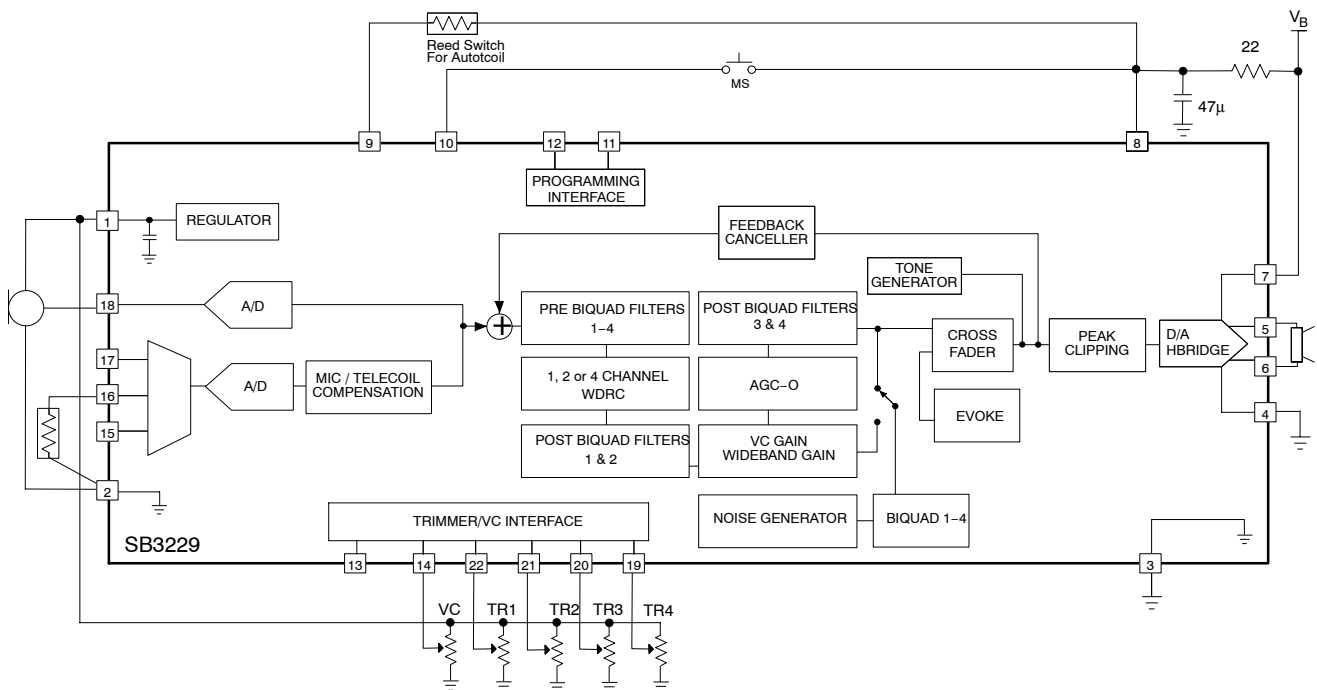 VB
22
Reed Switch
For Autotcoil
MS
47µ
9
10
12
11
8
PROGRAMMING
INTERFACE
1
REGULATOR
FEEDBACK
CANCELLER
TONE
GENERATOR
7
18
A/D
PRE BIQUAD FILTERS
1–4
POST BIQUAD FILTERS
3 & 4
CROSS
FADER
PEAK
CLIPPING
D/A
HBRIDGE
5
6
17
16
15
A/D
MIC / TELECOIL
COMPENSATION
1, 2 or 4 CHANNEL
WDRC
AGC–O
EVOKE
4
POST BIQUAD FILTERS
1 & 2
VC GAIN
WIDEBAND GAIN
2
TRIMMER/VC INTERFACE
NOISE GENERATOR
BIQUAD 1–4
SB3229
13
14
22
21
20
19
3
VC
TR1
TR2
TR3
TR4